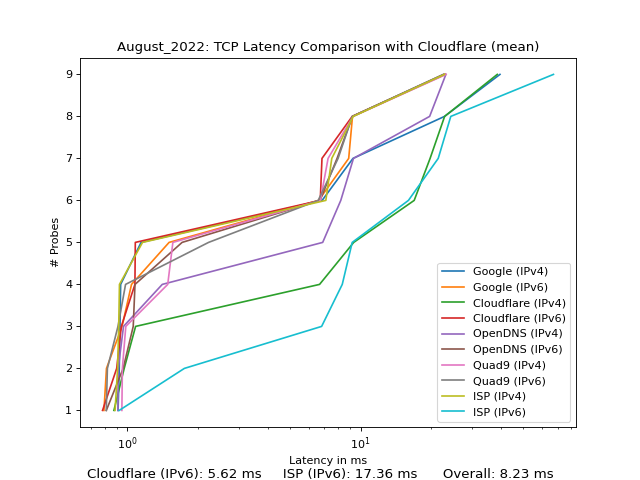 August_2022: TCP Latency Comparison with Cloudflare (mean)
# Probes
9
8
7
6
5
4
3
2
1
10⁰
10¹
Google (IPv4)
Google (IPv6)
Cloudflare (IPv4)
Cloudflare (IPv6)
OpenDNS (IPv4)
OpenDNS (IPv6)
Quad9 (IPv4)
Quad9 (IPv6)
ISP (IPv4)
ISP (IPv6)
Latency in ms
Cloudflare (IPv6): 5.62 ms ISP (IPv6): 17.36 ms Overall: 8.23 ms